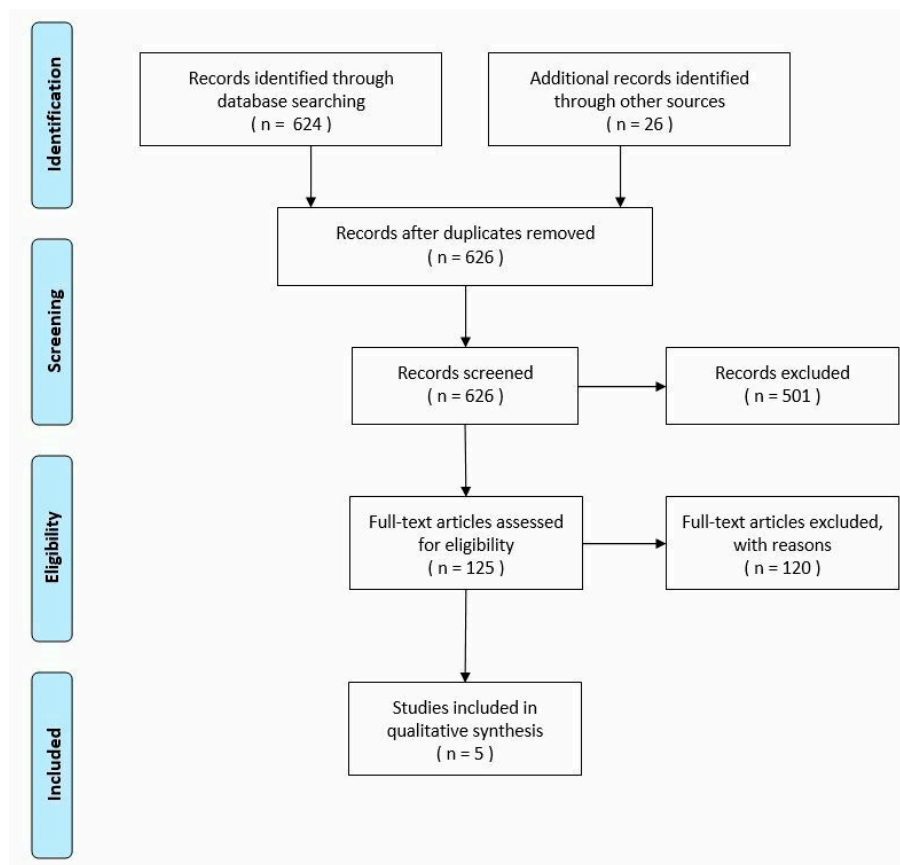 Identification
Records identified through
database searching
( n = 624 )
Additional records identified
through other sources
( n = 26 )
Records after duplicates removed
( n = 626 )
Screening
Records screened
( n = 626 )
Records excluded
( n = 501 )
Eligibility
Full-text articles assessed
for eligibility
( n = 125 )
Full-text articles excluded,
with reasons
( n = 120 )
Included
Studies included in
qualitative synthesis
( n = 5 )